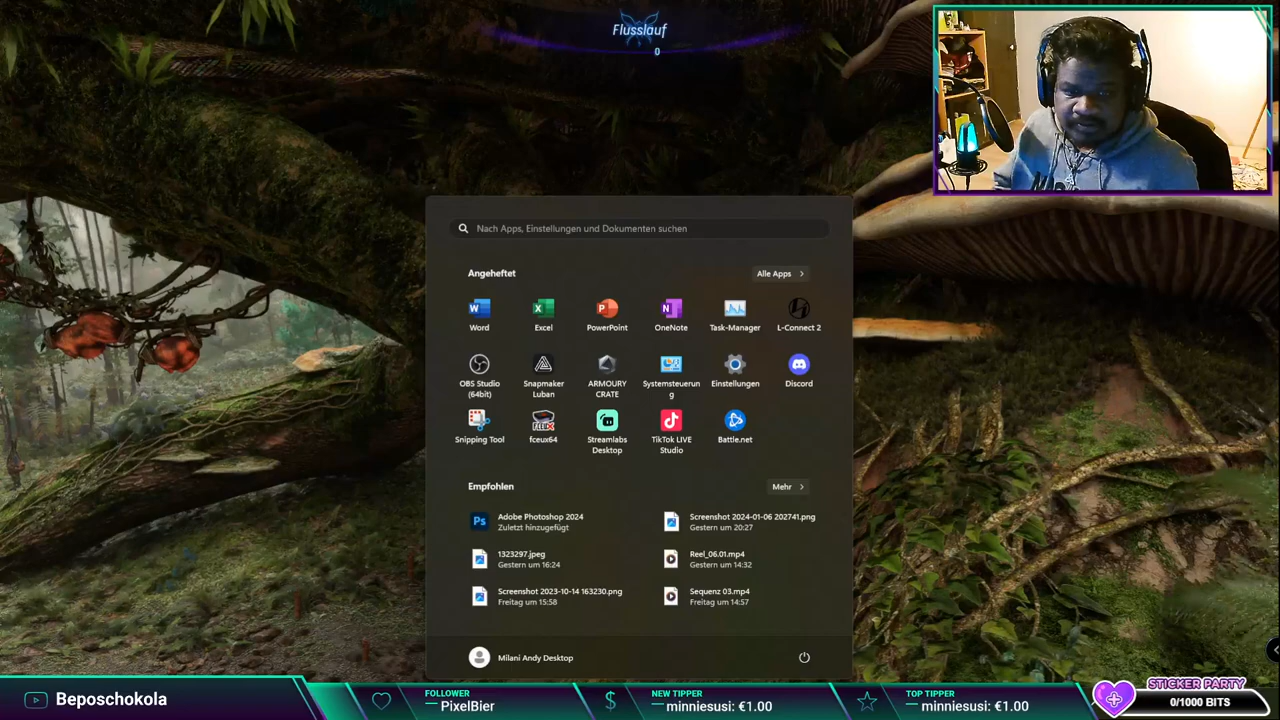 Flusslauf
0
Nach Apps, Einstellungen und Dokumenten suchen
Angeheftet
Alle Apps
Word
Excel
PowerPoint
OneNote
Task-Manager
L-Connect 2
OBS Studio
(64bit)
Snapmaker
Luban
ARMOURY
CRATE
Systemsteuerun
g
Einstellungen
Discord
Snipping Tool
fceux64
Streamlabs
Desktop
TikTok LIVE
Studio
Battle.net
Empfohlen
Mehr
Ps
Adobe Photoshop 2024
Zuletzt hinzugefügt
Screenshot 2024-01-06 202741.png
Gestern um 20:27
1323297.jpeg
Gestern um 16:24
Reel_06.01.mp4
Gestern um 14:32
Screenshot 2023-10-14 163230.png
Freitag um 15:58
Sequenz 03.mp4
Freitag um 14:57
Milani Andy Desktop
Beposchokola
FOLLOWER
PixelBier
NEW TIPPER
minniesusi: €1.00
TOP TIPPER
minniesusi: €1.00
STICKER PARTY
0/1000 BITS